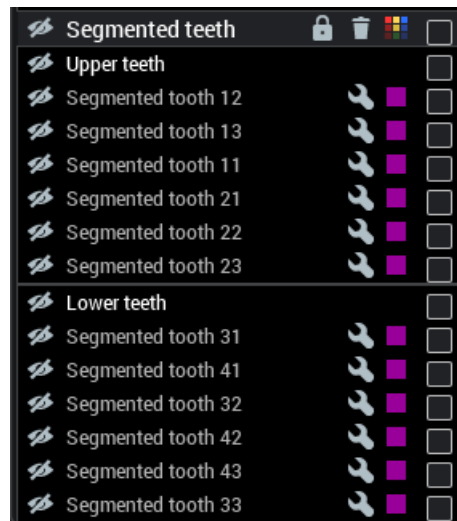 Segmented teeth
Upper teeth
Segmented tooth 12
Segmented tooth 13
Segmented tooth 11
Segmented tooth 21
Segmented tooth 22
Segmented tooth 23
Lower teeth
Segmented tooth 31
Segmented tooth 41
Segmented tooth 32
Segmented tooth 42
Segmented tooth 43
Segmented tooth 33